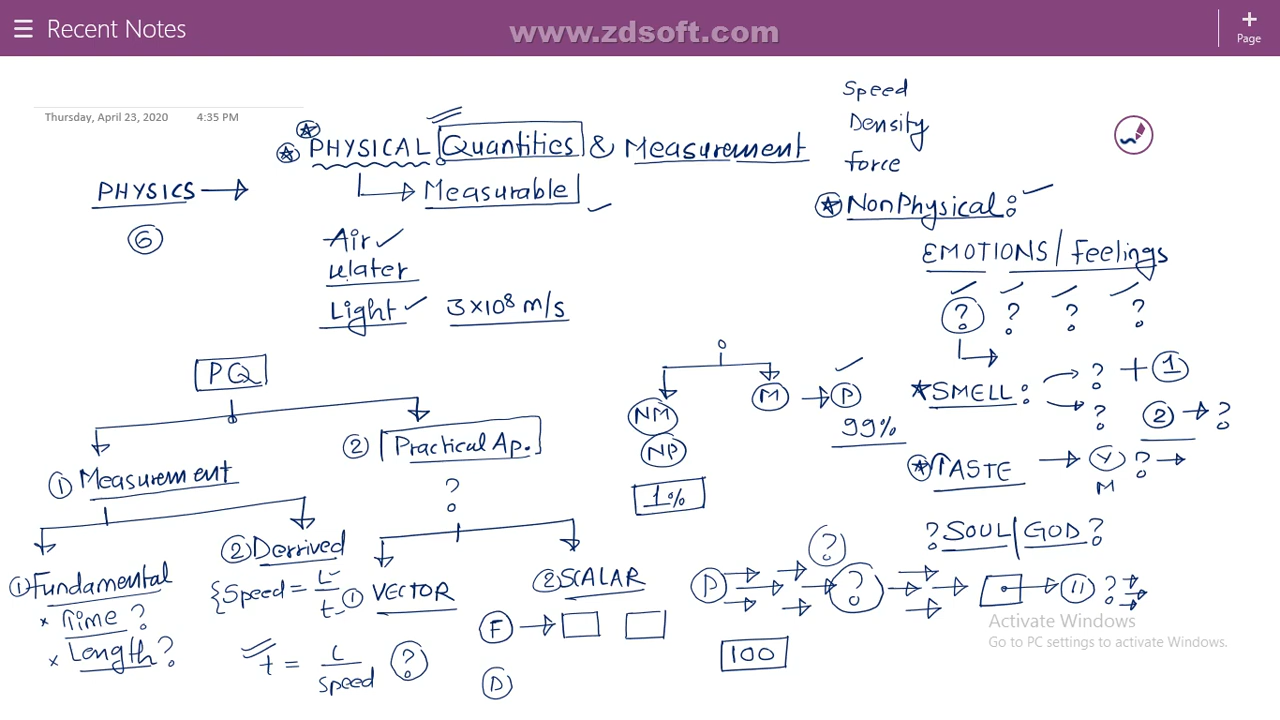 Recent Notes
www.zdsoft.com
+
Page
Thursday, April 23, 2020 4:35 PM
PHYSICAL Quantities & Measurement
Measurable
PHYSICS →
6
Air ✓
Water
Light ✓ 3×10⁸ m/s
Speed
Density
Force
NonPhysical:
EMOTIONS / Feelings
? ? ? ?
SMELL: ? + 1
? 2 → ?
TASTE → Y ? →
M
? SOUL | GOD ?
PQ
1 Measurement
2 Practical Ap.
?
1 Fundamental
× Time ?
× Length ?
2 Derrived
{Speed = L/t
t = L/Speed ?
1 VECTOR
2 SCALAR
F →
D
NM M → P
NP 99%
1%
P → ? ? → 11 ?
100
Activate Windows
Go to PC settings to activate Windows.